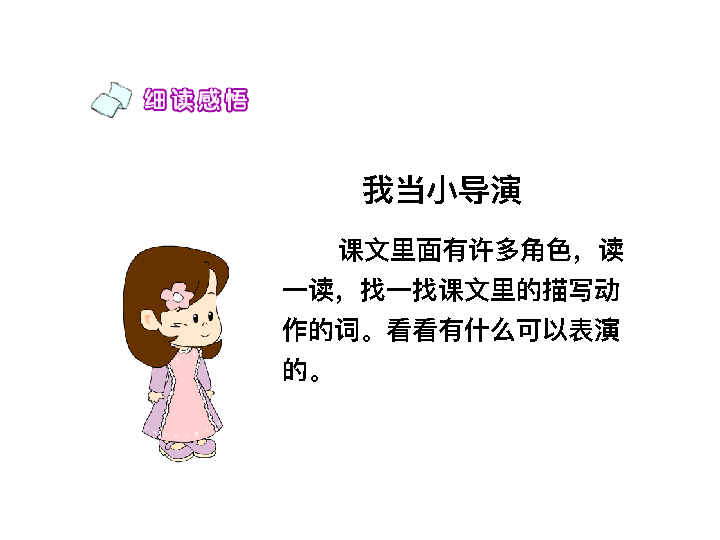 细读感悟
我当小导演
课文里面有许多角色，读
一读，找一找课文里的描写动
作的词。看看有什么可以表演
的。